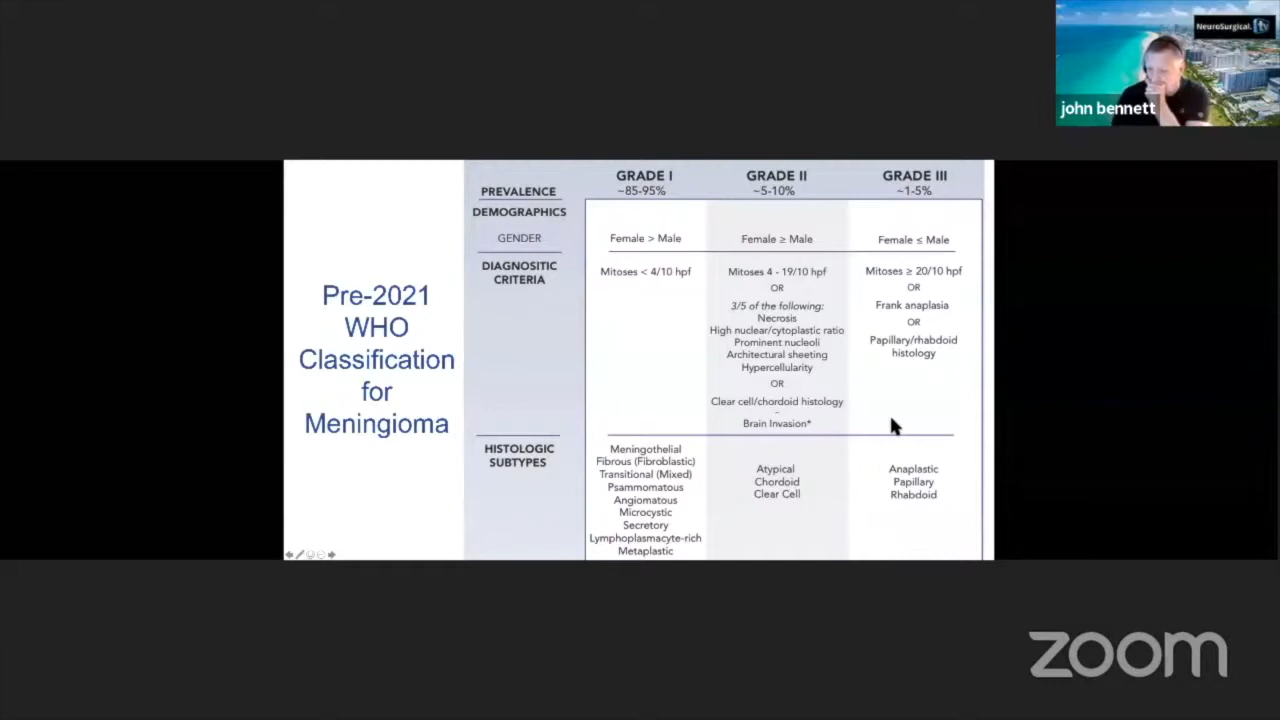 NeuroSurgical.tv
john bennett
Pre-2021
WHO
Classification
for
Meningioma
GRADE I
~85-95%
GRADE II
~5-10%
GRADE III
~1-5%
PREVALENCE
DEMOGRAPHICS
GENDER
Female > Male
Female ≥ Male
Female ≤ Male
DIAGNOSITIC
CRITERIA
Mitoses < 4/10 hpf
Mitoses 4 - 19/10 hpf
OR
3/5 of the following:
Necrosis
High nuclear/cytoplastic ratio
Prominent nucleoli
Architectural sheeting
Hypercellularity
OR
Clear cell/chordoid histology
-
Brain Invasion*
Mitoses ≥ 20/10 hpf
OR
Frank anaplasia
OR
Papillary/rhabdoid
histology
HISTOLOGIC
SUBTYPES
Meningothelial
Fibrous (Fibroblastic)
Transitional (Mixed)
Psammomatous
Angiomatous
Microcystic
Secretory
Lymphoplasmacyte-rich
Metaplastic
Atypical
Chordoid
Clear Cell
Anaplastic
Papillary
Rhabdoid
zoom